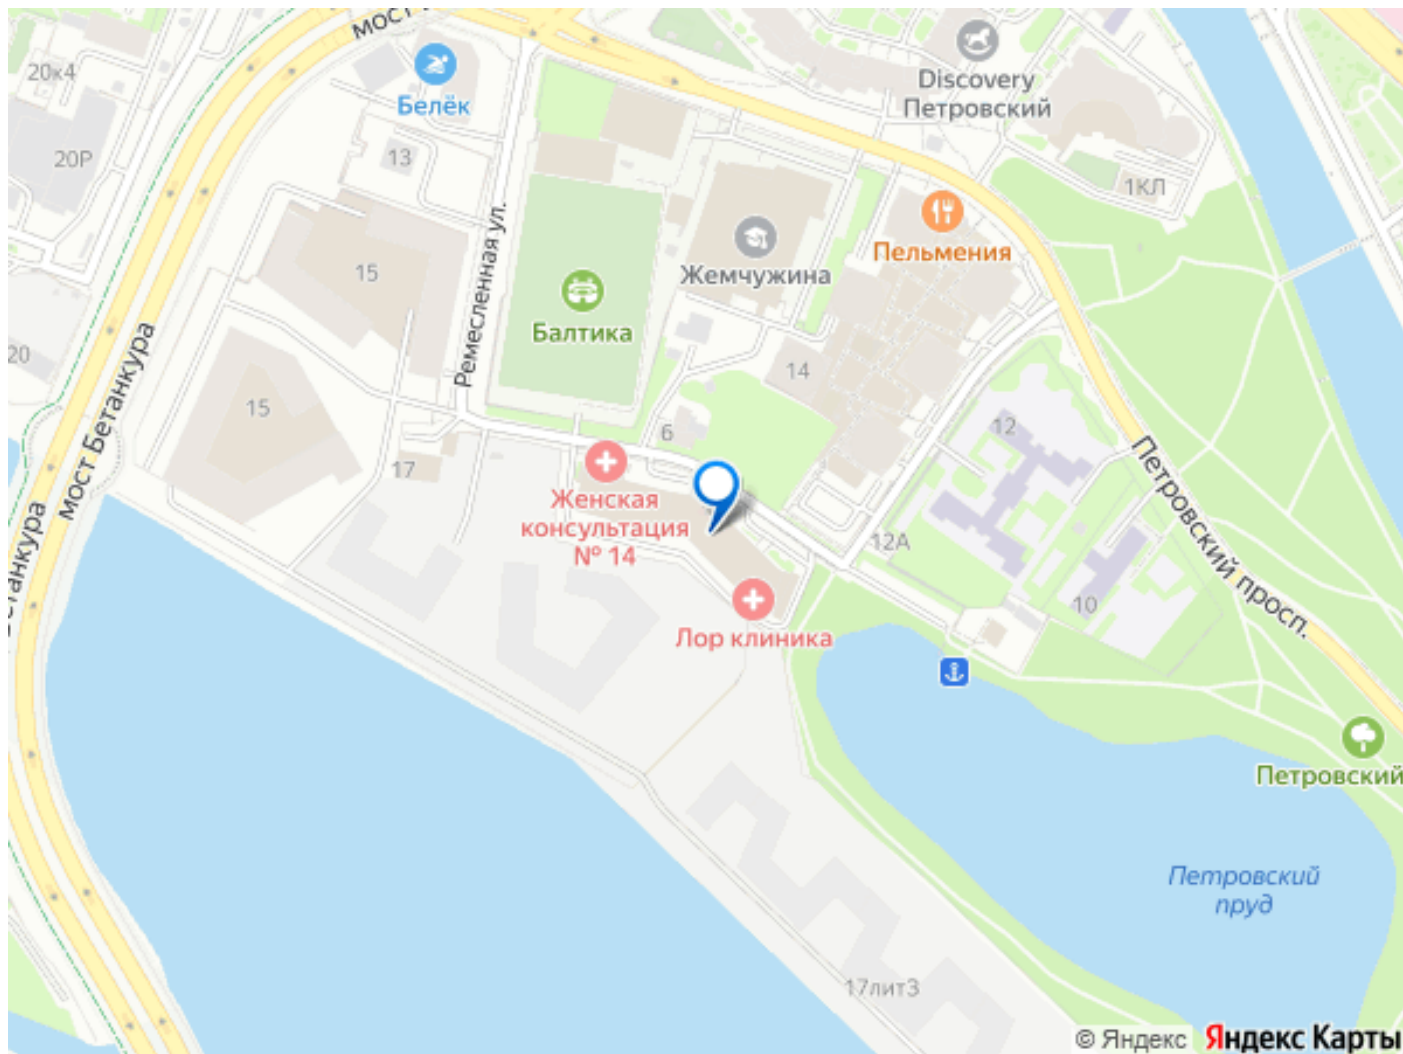 мост
20к4
Белёк
Discovery
Петровский
20Р
13
1КЛ
Ремесленная ул.
Пельмения
15
Жемчужина
Балтика
20
мост Бетанкура
14
15
6
12
17
Женская
консультация
№ 14
Петровский просп.
12А
10
Лор клиника
Петровский
Петровский
пруд
17лит3
© Яндекс Яндекс Карты